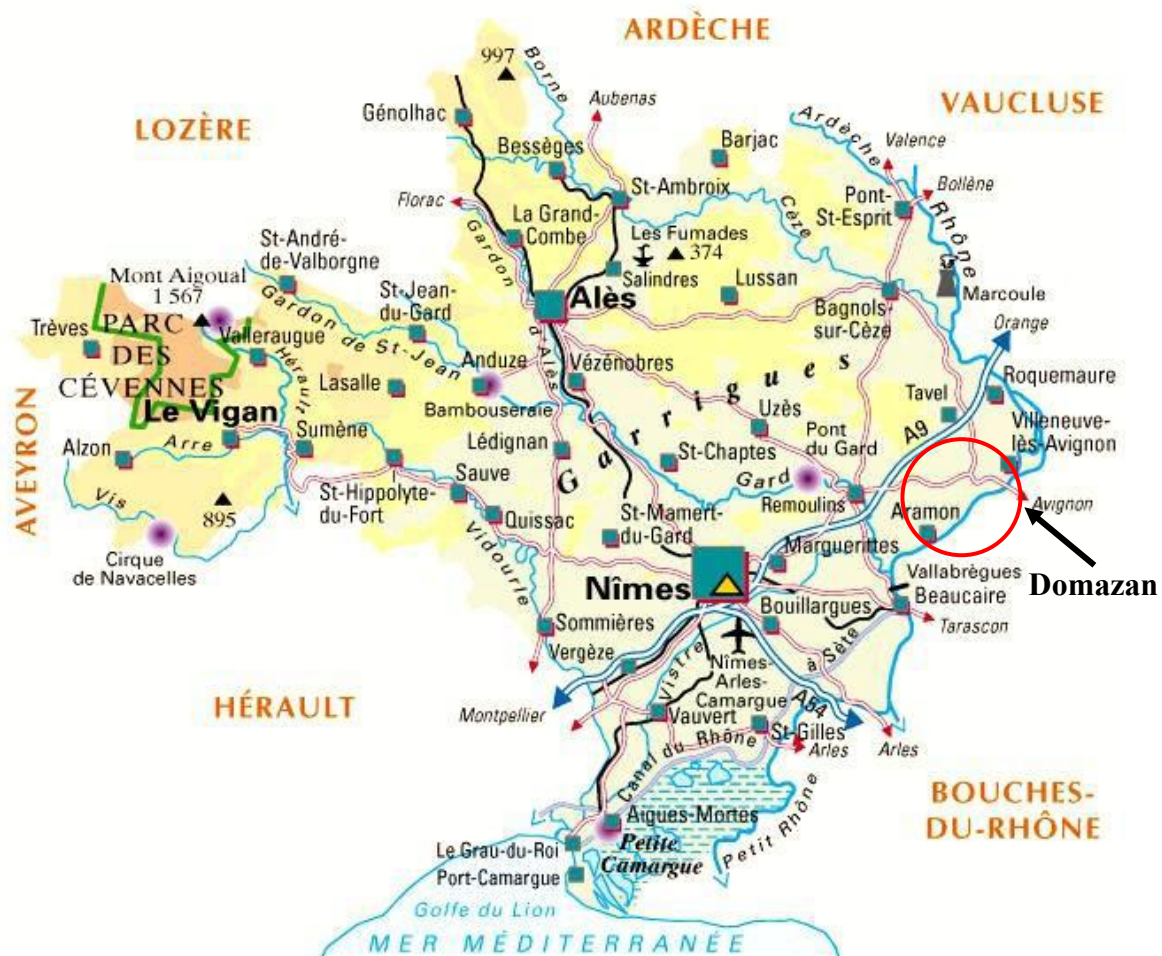 ARDÈCHE
997
Borne
Aubenas
VAUCLUSE
LOZÈRE
Génolhac
Ardèche
Valence
Bessèges
Barjac
Bollène
Florac
St-Ambroix
Cèze
Pont-
St-Esprit
Rhône
La Grand-
Combe
Les Fumades
374
St-André-
de-Valborgne
Gardon
Salindres
Lussan
Mont Aigoual
1 567
St-Jean-
du-Gard
Alès
Bagnols-
sur-Cèze
Marcoule
Orange
Trèves
PARC
DES
CÉVENNES
Valleraugue
Hérault
Gardon de St-Jean
d'Alès
Anduze
Vézénobres
Garrigues
Roquemaure
Lasalle
Bambouseraie
Uzès
Tavel
A9
Villeneuve-
lès-Avignon
AVEYRON
Le Vigan
Alzon
Arre
Sumène
Lédignan
St-Chaptes
Pont
du Gard
Gard
Vis
895
St-Hippolyte-
du-Fort
Sauve
Quissac
Remoulins
Aramon
Avignon
Cirque
de Navacelles
Vidourle
St-Mamert-
du-Gard
Marguerittes
Domazan
Nîmes
Vallabrègues
Beaucaire
Bouillargues
Tarascon
Sommières
Vergèze
Vistre
à Sète
Nîmes-
Arles-
Camargue
A54
HÉRAULT
Montpellier
Vauvert
St-Gilles
Arles
Arles
Canal du Rhône
BOUCHES-
DU-RHÔNE
Aigues-Mortes
Petit Rhône
Petite
Camargue
Le Grau-du-Roi
Port-Camargue
Golfe du Lion
MER MÉDITERRANÉE